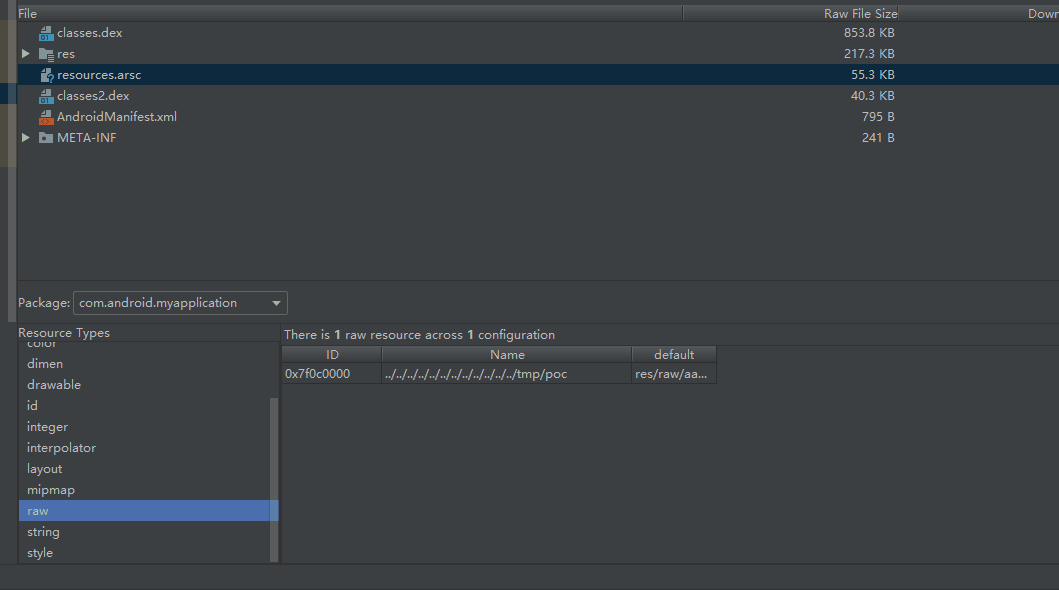 File Raw File Size Down
classes.dex 853.8 KB
res 217.3 KB
resources.arsc 55.3 KB
classes2.dex 40.3 KB
AndroidManifest.xml 795 B
META-INF 241 B
Package: com.android.myapplication
Resource Types
color
dimen
drawable
id
integer
interpolator
layout
mipmap
raw
string
style
There is 1 raw resource across 1 configuration
ID Name default
0x7f0c0000 ../../../../../../../../../../../../tmp/poc res/raw/aa...